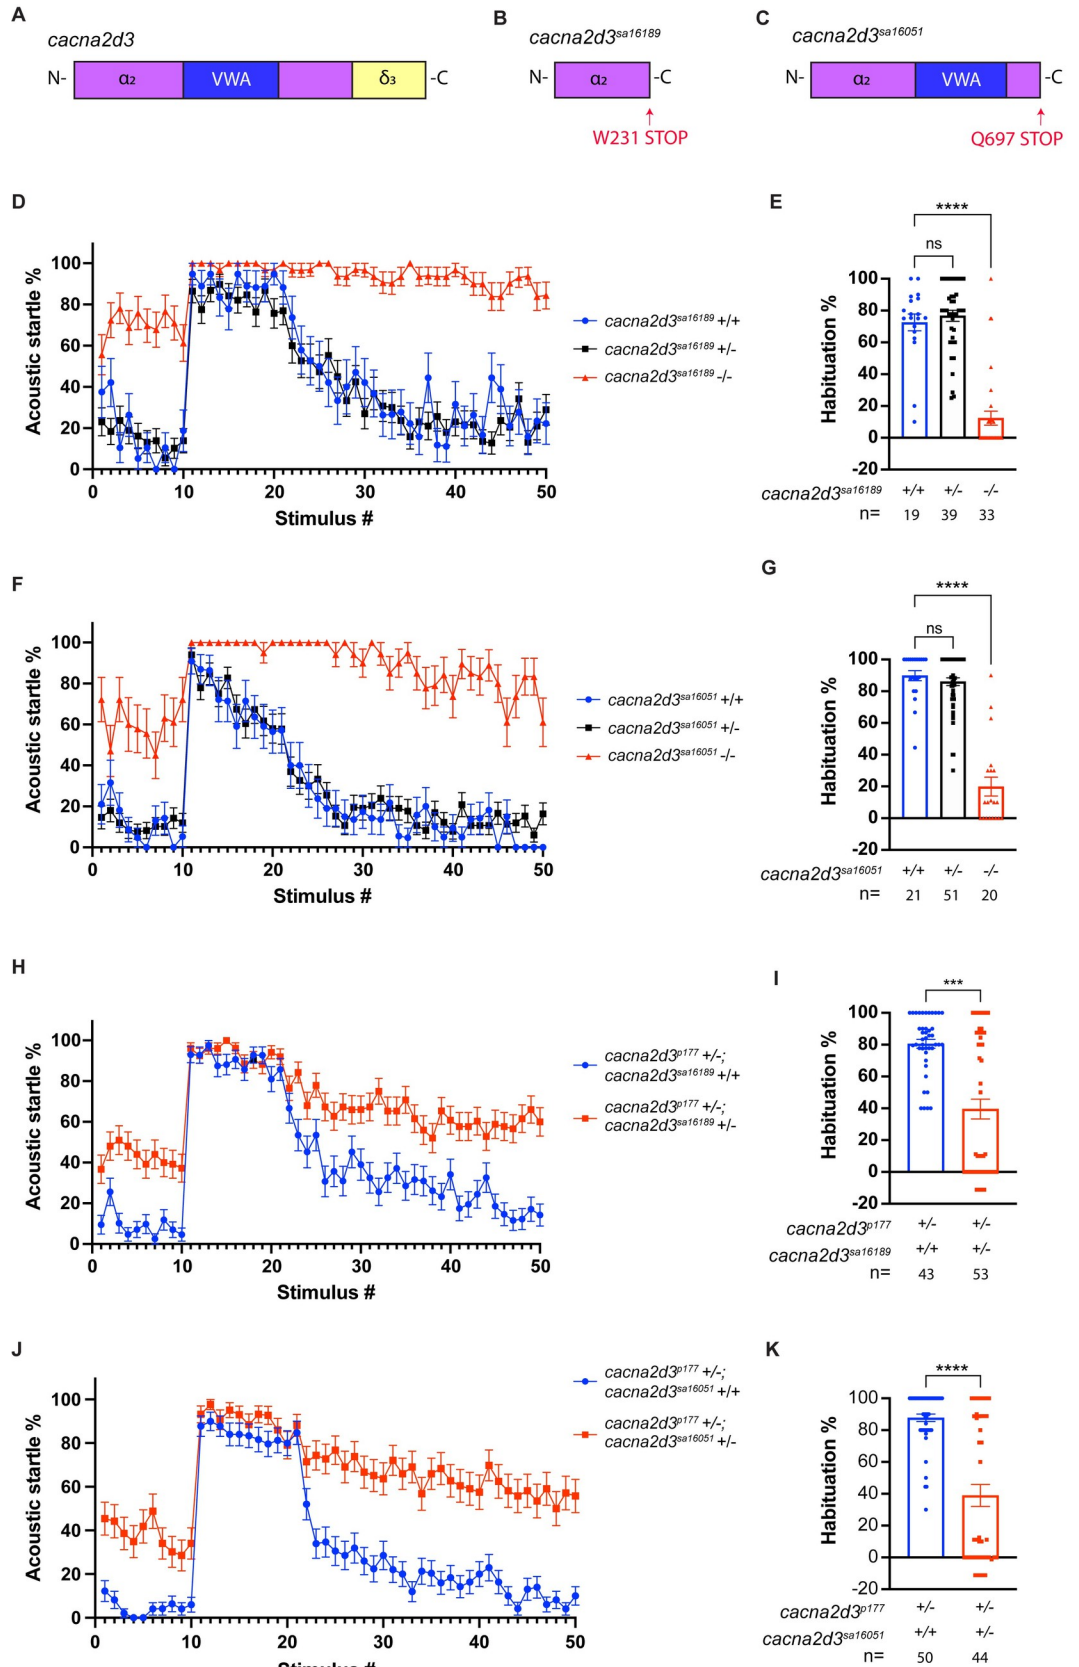 A
B
C
cacna2d3
cacna2d3sa16189
cacna2d3sa16051
N- α₂ VWA δ₃ -C
N- α₂ -C
N- α₂ VWA -C
W231 STOP
Q697 STOP
D
Acoustic startle %
100
80
60
40
20
0
0 10 20 30 40 50
Stimulus #
cacna2d3sa16189 +/+
cacna2d3sa16189 +/-
cacna2d3sa16189 -/-
E
****
ns
Habituation %
100
80
60
40
20
0
-20
cacna2d3sa16189 +/+ +/- -/-
n= 19 39 33
F
Acoustic startle %
100
80
60
40
20
0
0 10 20 30 40 50
Stimulus #
cacna2d3sa16051 +/+
cacna2d3sa16051 +/-
cacna2d3sa16051 -/-
G
****
ns
Habituation %
100
80
60
40
20
0
-20
cacna2d3sa16051 +/+ +/- -/-
n= 21 51 20
H
Acoustic startle %
100
80
60
40
20
0
0 10 20 30 40 50
Stimulus #
cacna2d3p177 +/-;
cacna2d3sa16189 +/+
cacna2d3p177 +/-;
cacna2d3sa16189 +/-
I
***
Habituation %
100
80
60
40
20
0
-20
cacna2d3p177 +/- +/-
cacna2d3sa16189 +/+ +/-
n= 43 53
J
Acoustic startle %
100
80
60
40
20
0
0 10 20 30 40 50
Stimulus #
cacna2d3p177 +/-;
cacna2d3sa16051 +/+
cacna2d3p177 +/-;
cacna2d3sa16051 +/-
K
****
Habituation %
100
80
60
40
20
0
-20
cacna2d3p177 +/- +/-
cacna2d3sa16051 +/+ +/-
n= 50 44